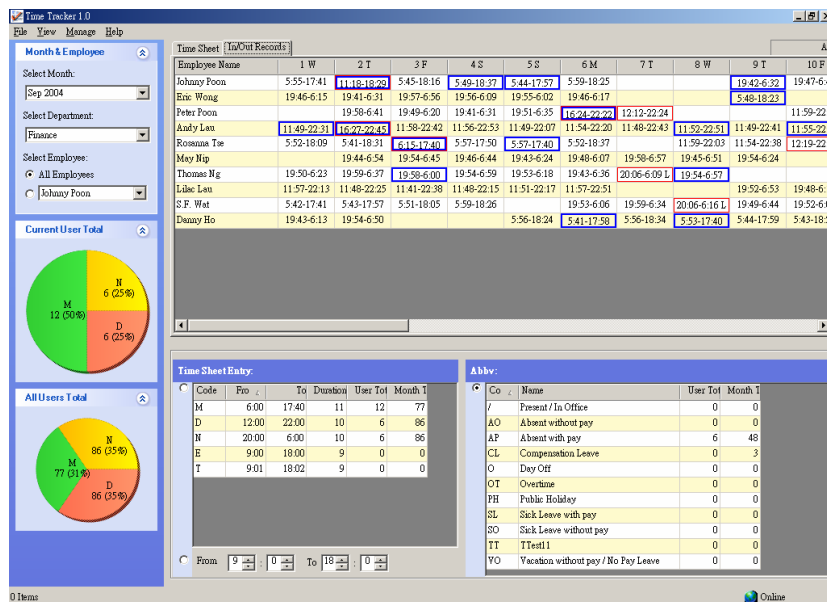 Time Tracker 1.0
File View Manage Help
Month & Employee
Select Month:
Sep 2004
Select Department:
Finance
Select Employee:
All Employees
Johnny Poon
Current User Total
N
6 (25%)
M
12 (50%)
D
6 (25%)
All Users Total
N
86 (35%)
M
77 (31%)
D
86 (35%)
Time Sheet In/Out Records
Employee Name 1 W 2 T 3 F 4 S 5 S 6 M 7 T 8 W 9 T 10 F
Johnny Poon 5:55-17:41 11:18-18:29 5:45-18:16 5:49-18:37 5:44-17:57 5:59-18:25 19:42-6:32 19:47-6:
Eric Wong 19:46-6:15 19:41-6:31 19:57-6:56 19:56-6:09 19:55-6:02 19:46-6:17 5:48-18:23
Peter Poon 19:58-6:41 19:49-6:20 19:41-6:31 19:51-6:35 16:24-22:22 12:12-22:24 11:59-22
Andy Lau 11:49-22:31 16:27-22:45 11:58-22:42 11:56-22:53 11:49-22:07 11:54-22:20 11:48-22:43 11:52-22:51 11:49-22:41 11:55-22
Rosanna Tse 5:52-18:09 5:41-18:31 6:15-17:40 5:57-17:50 5:57-17:40 5:52-18:37 11:59-22:03 11:54-22:38 12:19-22
May Nip 19:44-6:54 19:54-6:45 19:46-6:44 19:43-6:24 19:48-6:07 19:58-6:57 19:45-6:51 19:54-6:24
Thomas Ng 19:50-6:23 19:59-6:37 19:58-6:00 19:54-6:59 19:53-6:18 19:43-6:36 20:06-6:09 L 19:54-6:57
Lilac Lau 11:57-22:13 11:48-22:25 11:41-22:38 11:48-22:15 11:51-22:17 11:57-22:51 19:52-6:53 19:48-6:
S.F. Wat 5:42-17:41 5:43-17:57 5:51-18:05 5:59-18:26 19:53-6:06 19:59-6:34 20:06-6:16 L 19:49-6:44 19:52-6:
Danny Ho 19:43-6:13 19:54-6:50 5:56-18:24 5:41-17:58 5:56-18:34 5:53-17:40 5:44-17:59 5:43-18:
Time Sheet Entry:
Code Fro To Duration User Tot Month T
M 6:00 17:40 11 12 77
D 12:00 22:00 10 6 86
N 20:00 6:00 10 6 86
E 9:00 18:00 9 0 0
T 9:01 18:02 9 0 0
From 9 : 0 To 18 : 0
Abbv:
Co Name User Tot Month T
/ Present / In Office 0 0
AO Absent without pay 0 0
AP Absent with pay 6 48
CL Compensation Leave 0 3
O Day Off 0 0
OT Overtime 0 0
PH Public Holiday 0 0
SL Sick Leave with pay 0 0
SO Sick Leave without pay 0 0
TT TTest11 0 0
VO Vacation without pay / No Pay Leave 0 0
0 Items
Online